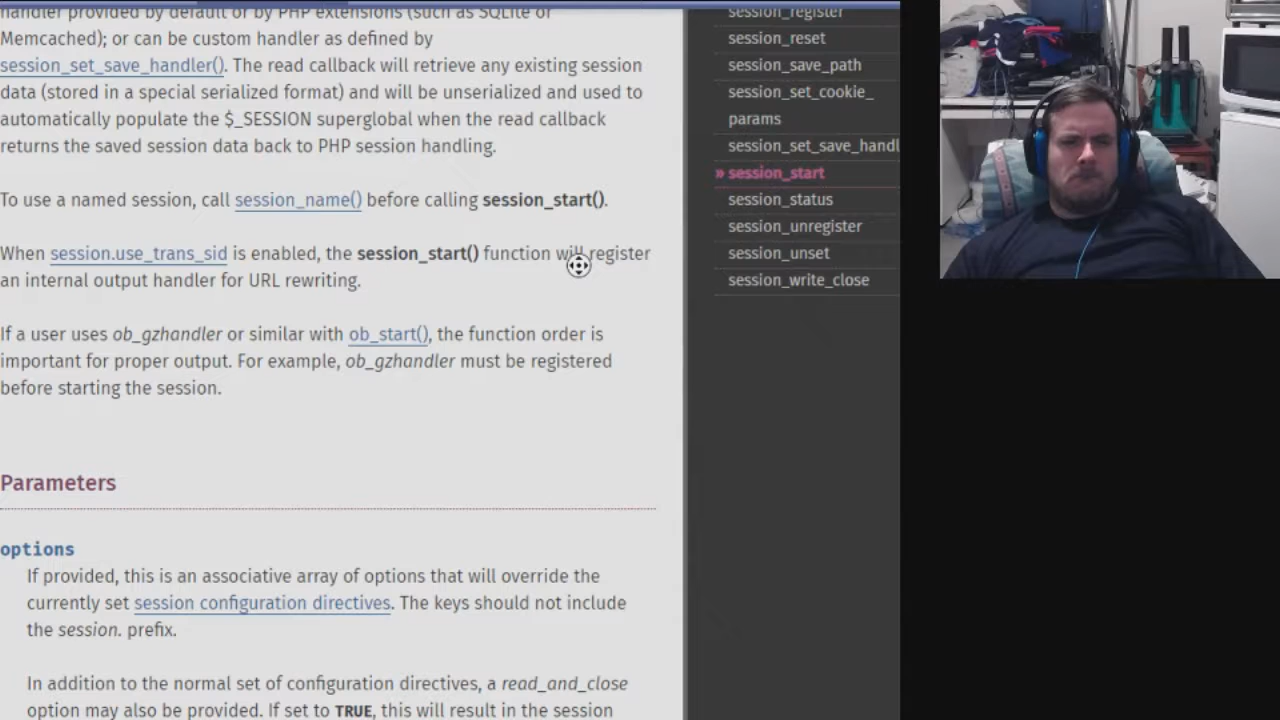 handler provided by default or by PHP extensions (such as SQLite or
Memcached); or can be custom handler as defined by
session_set_save_handler(). The read callback will retrieve any existing session
data (stored in a special serialized format) and will be unserialized and used to
automatically populate the $_SESSION superglobal when the read callback
returns the saved session data back to PHP session handling.
To use a named session, call session_name() before calling session_start().
When session.use_trans_sid is enabled, the session_start() function will register
an internal output handler for URL rewriting.
If a user uses ob_gzhandler or similar with ob_start(), the function order is
important for proper output. For example, ob_gzhandler must be registered
before starting the session.
Parameters
options
If provided, this is an associative array of options that will override the
currently set session configuration directives. The keys should not include
the session. prefix.
In addition to the normal set of configuration directives, a read_and_close
option may also be provided. If set to TRUE, this will result in the session
session_register
session_reset
session_save_path
session_set_cookie_
params
session_set_save_handl
» session_start
session_status
session_unregister
session_unset
session_write_close